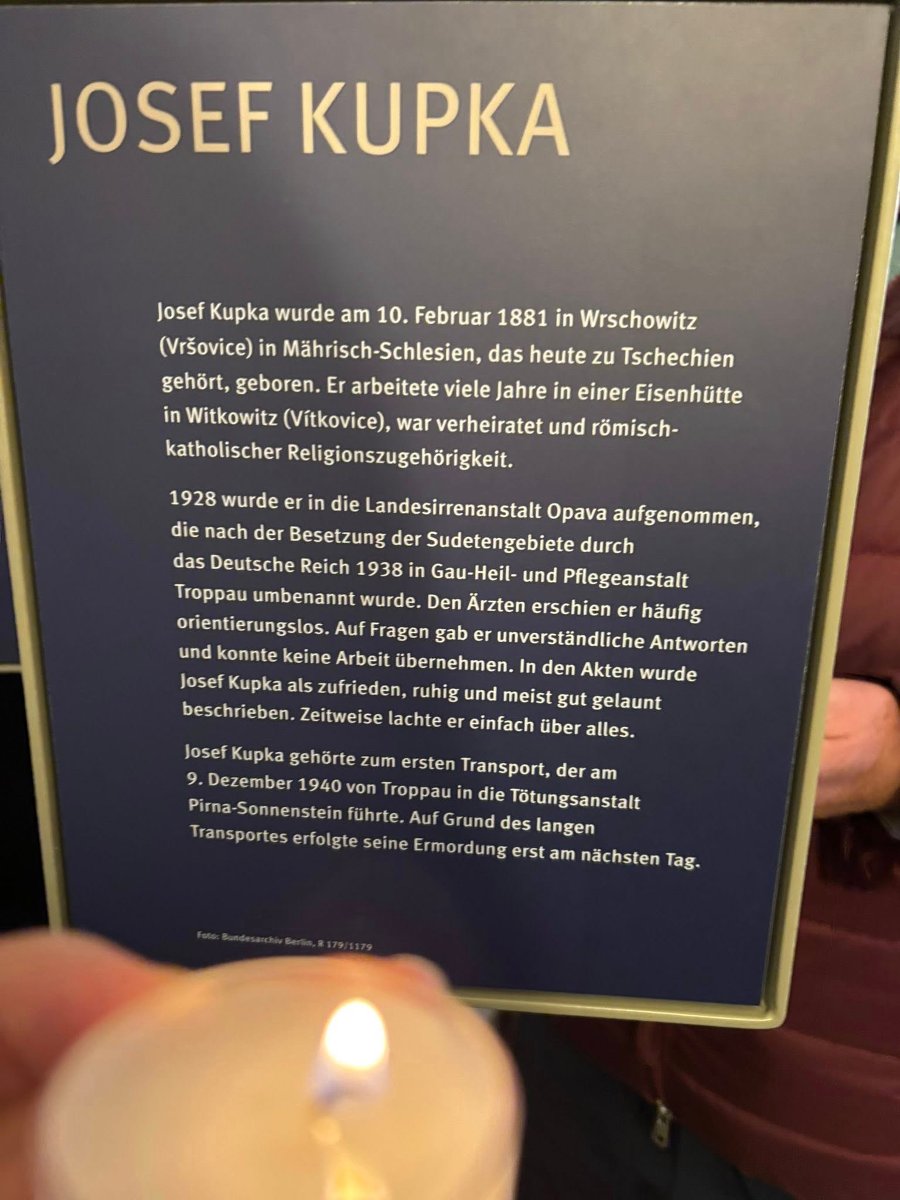 JOSEF KUPKA
Josef Kupka wurde am 10. Februar 1881 in Wrschowitz
(Vršovice) in Mährisch-Schlesien, das heute zu Tschechien
gehört, geboren. Er arbeitete viele Jahre in einer Eisenhütte
in Witkowitz (Vítkovice), war verheiratet und römisch-
katholischer Religionszugehörigkeit.
1928 wurde er in die Landesirrenanstalt Opava aufgenommen,
die nach der Besetzung der Sudetengebiete durch
das Deutsche Reich 1938 in Gau-Heil- und Pflegeanstalt
Troppau umbenannt wurde. Den Ärzten erschien er häufig
orientierungslos. Auf Fragen gab er unverständliche Antworten
und konnte keine Arbeit übernehmen. In den Akten wurde
Josef Kupka als zufrieden, ruhig und meist gut gelaunt
beschrieben. Zeitweise lachte er einfach über alles.
Josef Kupka gehörte zum ersten Transport, der am
9. Dezember 1940 von Troppau in die Tötungsanstalt
Pirna-Sonnenstein führte. Auf Grund des langen
Transportes erfolgte seine Ermordung erst am nächsten Tag.
Foto: Bundesarchiv Berlin, R 179/1179